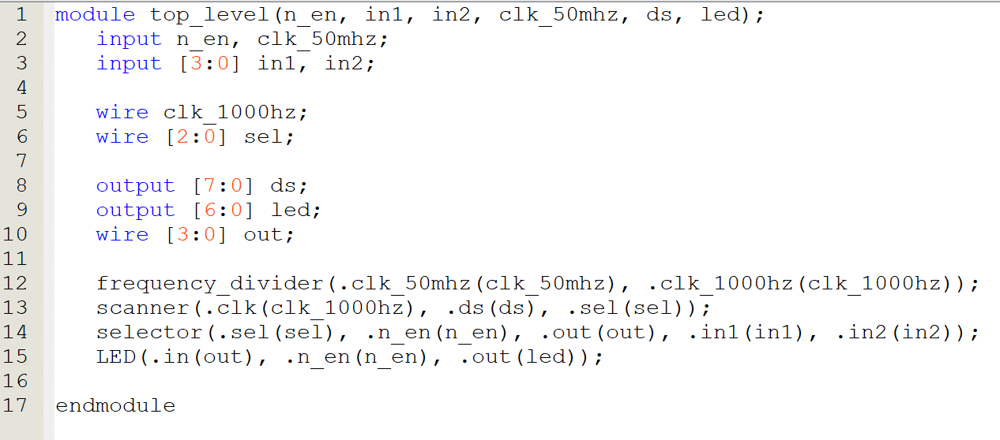 1 module top_level(n_en, in1, in2, clk_50mhz, ds, led);
2 input n_en, clk_50mhz;
3 input [3:0] in1, in2;
4
5 wire clk_1000hz;
6 wire [2:0] sel;
7
8 output [7:0] ds;
9 output [6:0] led;
10 wire [3:0] out;
11
12 frequency_divider(.clk_50mhz(clk_50mhz), .clk_1000hz(clk_1000hz));
13 scanner(.clk(clk_1000hz), .ds(ds), .sel(sel));
14 selector(.sel(sel), .n_en(n_en), .out(out), .in1(in1), .in2(in2));
15 LED(.in(out), .n_en(n_en), .out(led));
16
17 endmodule